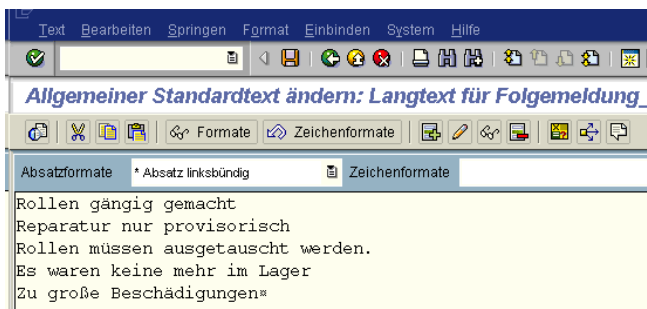 Text Bearbeiten Springen Format Einbinden System Hilfe
Allgemeiner Standardtext ändern: Langtext für Folgemeldung_
Formate Zeichenformate
Absatzformate * Absatz linksbündig Zeichenformate
Rollen gängig gemacht
Reparatur nur provisorisch
Rollen müssen ausgetauscht werden.
Es waren keine mehr im Lager
Zu große Beschädigungen¤